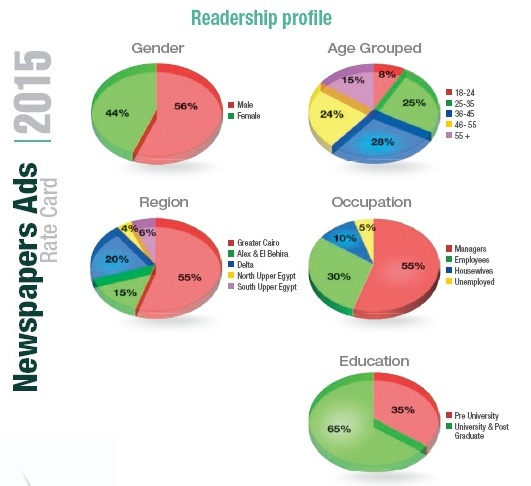 Readership profile
Newspapers Ads
Rate Card
2015
Gender
44%
56%
Male
Female
Age Grouped
15%
8%
25%
24%
28%
18-24
25-35
36-45
46- 55
55 +
Region
4%
6%
20%
15%
55%
Greater Cairo
Alex & El Behira
Delta
North Upper Egypt
South Upper Egypt
Occupation
5%
10%
30%
55%
Managers
Employees
Housewives
Unemployed
Education
35%
65%
Pre University
University & Post
Graduate